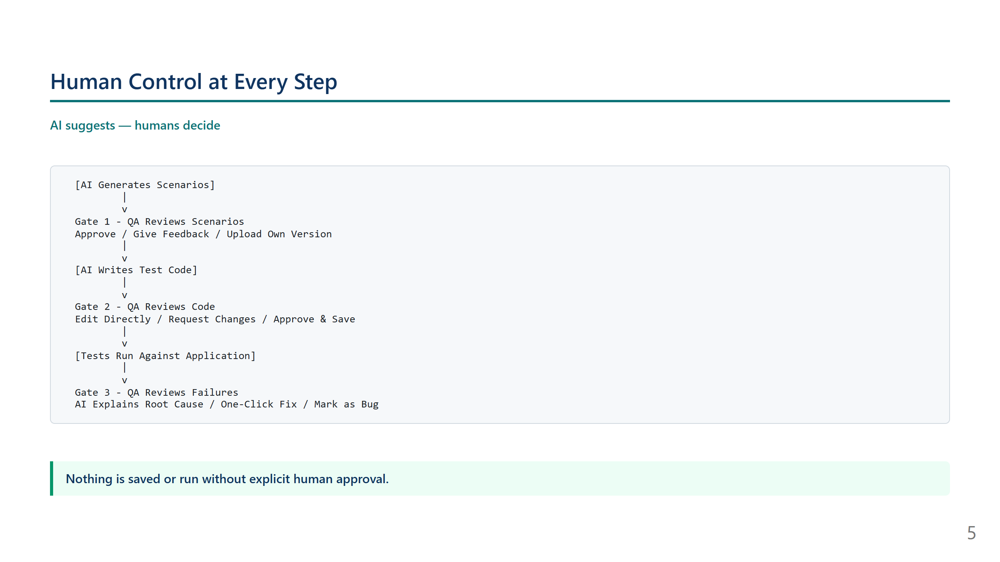 Human Control at Every Step
AI suggests — humans decide
[AI Generates Scenarios]
|
v
Gate 1 - QA Reviews Scenarios
Approve / Give Feedback / Upload Own Version
|
v
[AI Writes Test Code]
|
v
Gate 2 - QA Reviews Code
Edit Directly / Request Changes / Approve & Save
|
v
[Tests Run Against Application]
|
v
Gate 3 - QA Reviews Failures
AI Explains Root Cause / One-Click Fix / Mark as Bug
Nothing is saved or run without explicit human approval.
5